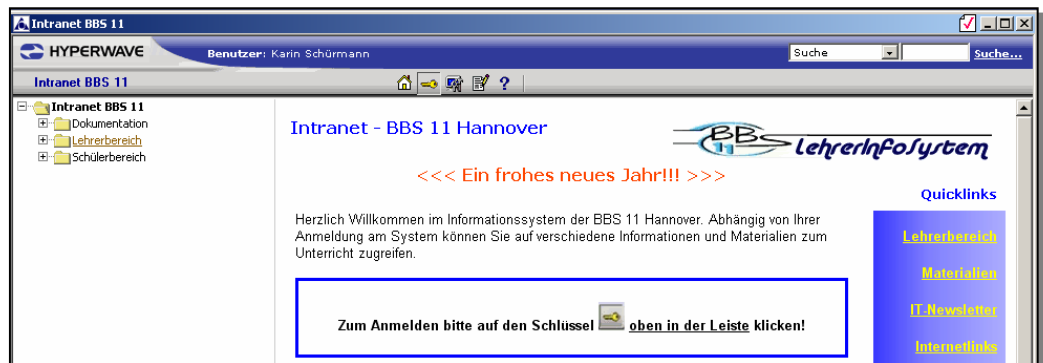 Intranet BBS 11
HYPERWAVE
Benutzer: Karin Schürmann
Suche
Suche...
Intranet BBS 11
?
Intranet BBS 11
Dokumentation
Lehrerbereich
Schülerbereich
Intranet - BBS 11 Hannover
BBS 11 LehrerInfoSystem
<<< Ein frohes neues Jahr!!! >>>
Herzlich Willkommen im Informationssystem der BBS 11 Hannover. Abhängig von Ihrer
Anmeldung am System können Sie auf verschiedene Informationen und Materialien zum
Unterricht zugreifen.
Zum Anmelden bitte auf den Schlüssel oben in der Leiste klicken!
Quicklinks
Lehrerbereich
Materialien
IT-Newsletter
Internetlinks